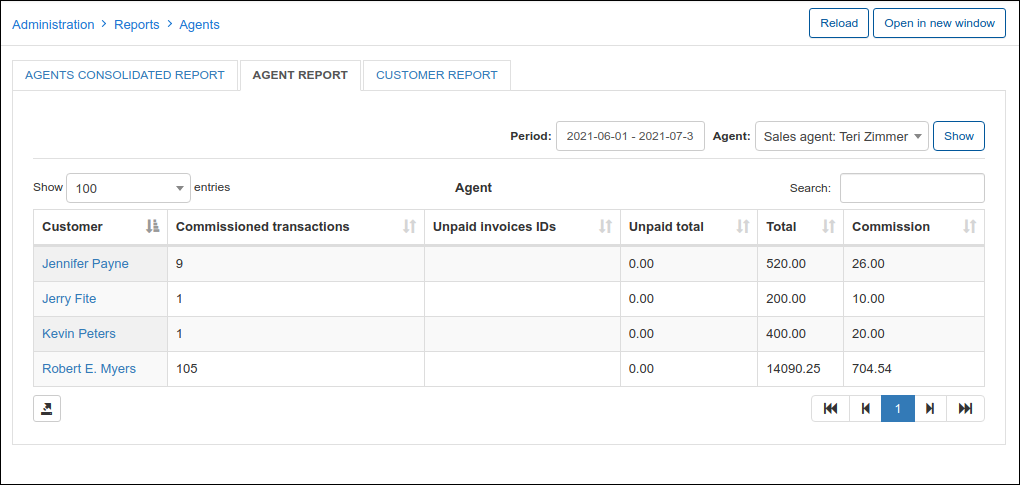 Administration > Reports > Agents Reload Open in new window
AGENTS CONSOLIDATED REPORT AGENT REPORT CUSTOMER REPORT
Period: 2021-06-01 - 2021-07-3 Agent: Sales agent: Teri Zimmer Show
Show 100 entries Agent Search:
Customer Commissioned transactions Unpaid invoices IDs Unpaid total Total Commission
Jennifer Payne 9 0.00 520.00 26.00
Jerry Fite 1 0.00 200.00 10.00
Kevin Peters 1 0.00 400.00 20.00
Robert E. Myers 105 0.00 14090.25 704.54
1